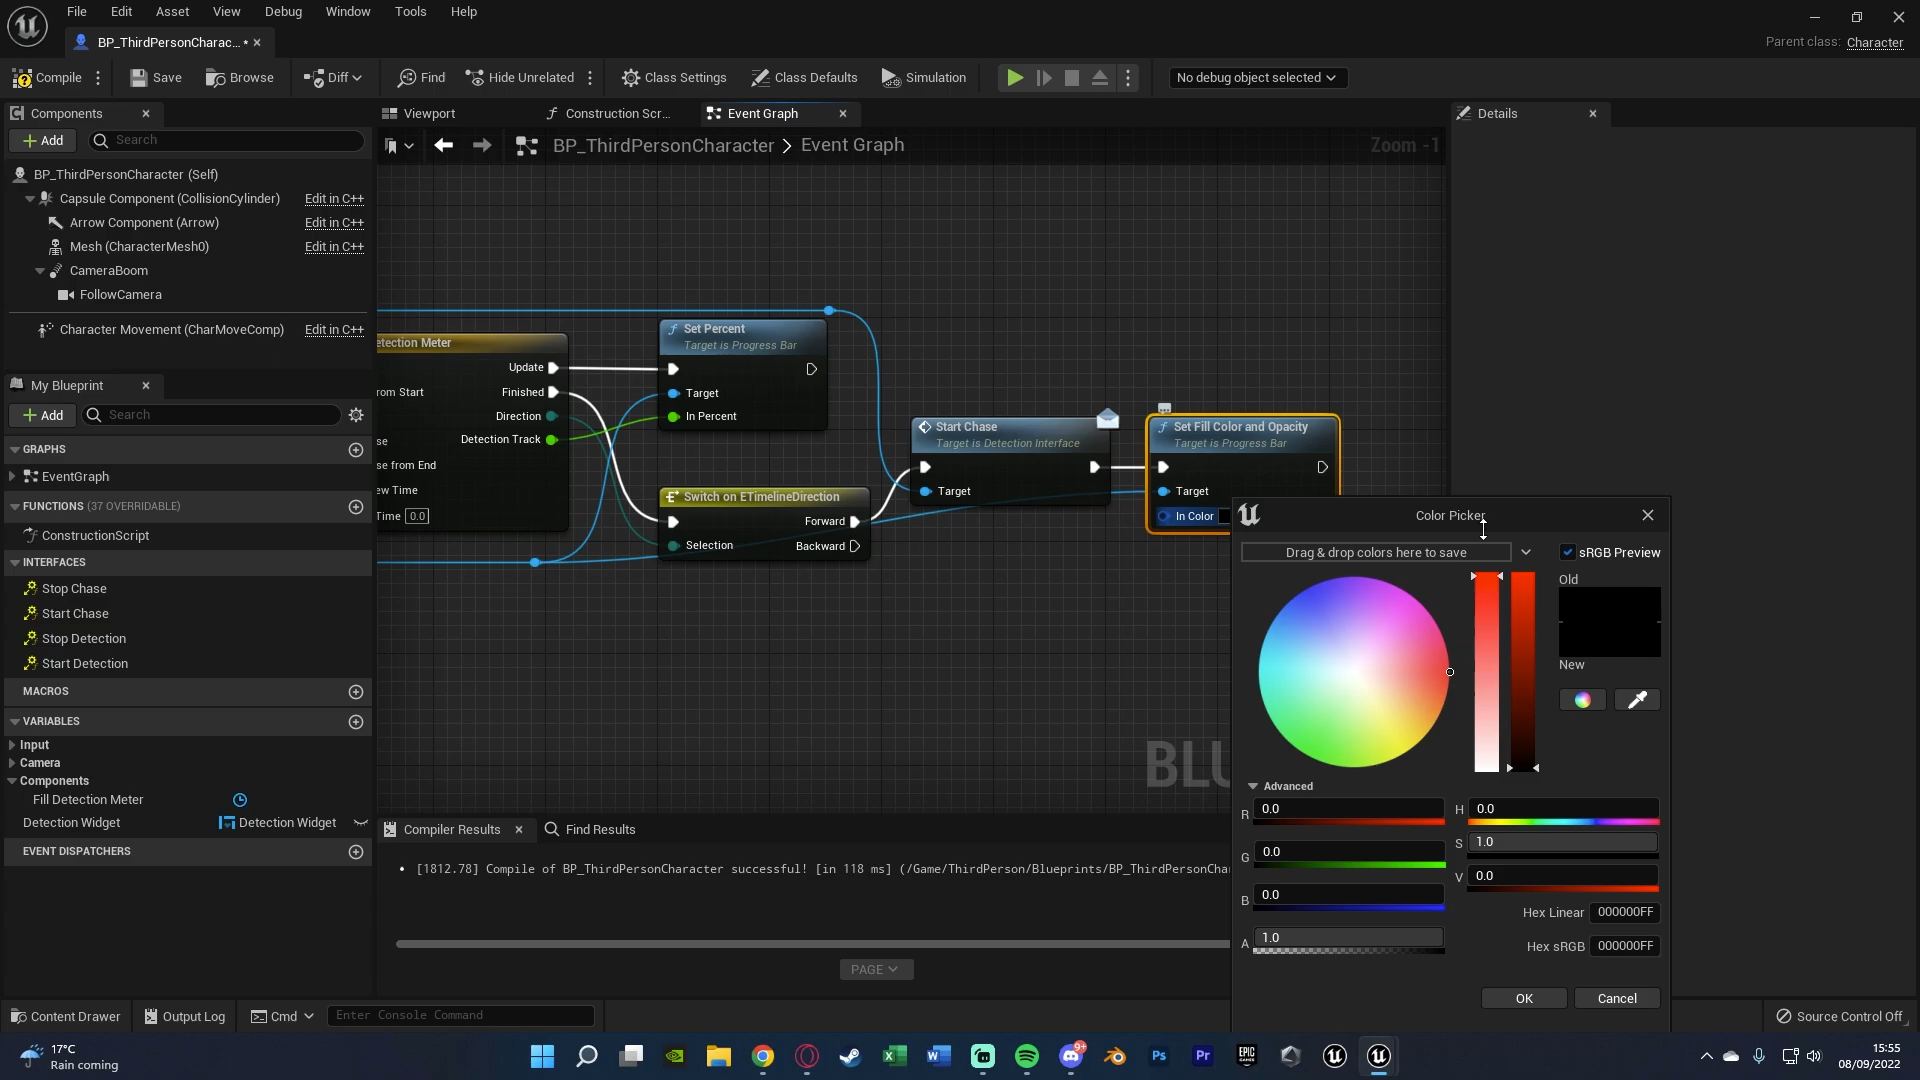 File Edit Asset View Debug Window Tools Help
BP_ThirdPersonCharac... •
Parent class: Character
Compile Save Browse Diff Find Hide Unrelated Class Settings Class Defaults Simulation No debug object selected
Components
Viewport Construction Scr... Event Graph Details
Add Search
BP_ThirdPersonCharacter > Event Graph Zoom -1
BP_ThirdPersonCharacter (Self)
Capsule Component (CollisionCylinder) Edit in C++
Arrow Component (Arrow) Edit in C++
Mesh (CharacterMesh0) Edit in C++
CameraBoom
FollowCamera
Character Movement (CharMoveComp) Edit in C++
My Blueprint
Add Search
GRAPHS
EventGraph
FUNCTIONS (37 OVERRIDABLE)
ConstructionScript
INTERFACES
Stop Chase
Start Chase
Stop Detection
Start Detection
MACROS
VARIABLES
Input
Camera
Components
Fill Detection Meter
Detection Widget Detection Widget
EVENT DISPATCHERS
etection Meter
Update
rom Start Finished
Direction
se Detection Track
se from End
ew Time
Time 0.0
Set Percent
Target is Progress Bar
Target
In Percent
Switch on ETimelineDirection
Forward
Selection Backward
Start Chase
Target is Detection Interface
Target
Set Fill Color and Opacity
Target is Progress Bar
Target
In Color
BLU
Color Picker
Drag & drop colors here to save
sRGB Preview
Old
New
Advanced
R 0.0 H 0.0
G 0.0 S 1.0
B 0.0 V 0.0
A 1.0
Hex Linear 000000FF
Hex sRGB 000000FF
OK Cancel
Compiler Results Find Results
• [1812.78] Compile of BP_ThirdPersonCharacter successful! [in 118 ms] (/Game/ThirdPerson/Blueprints/BP_ThirdPersonChar
PAGE
Content Drawer Output Log Cmd Enter Console Command Source Control Off
17°C
Rain coming
9+
Ps
Pr
EPIC
15:55
08/09/2022